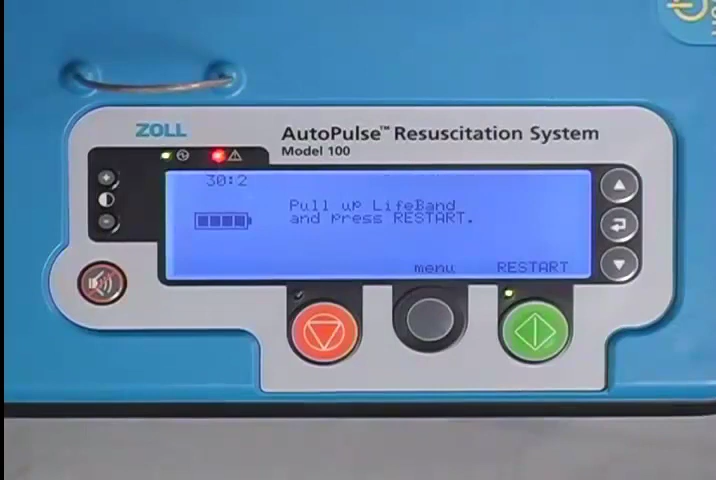 ZOLL
AutoPulse™ Resuscitation System
Model 100
30:2
Pull up LifeBand
and press RESTART.
menu
RESTART